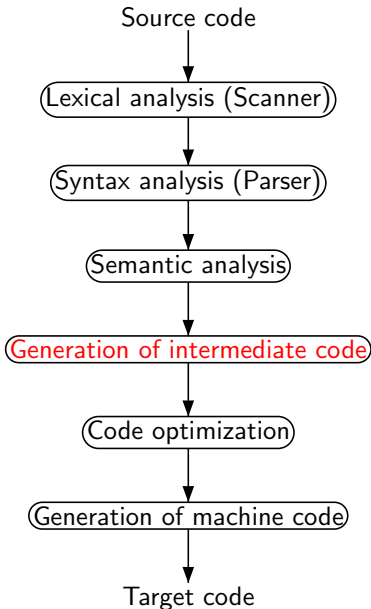 Source code
Lexical analysis (Scanner)
Syntax analysis (Parser)
Semantic analysis
Generation of intermediate code
Code optimization
Generation of machine code
Target code